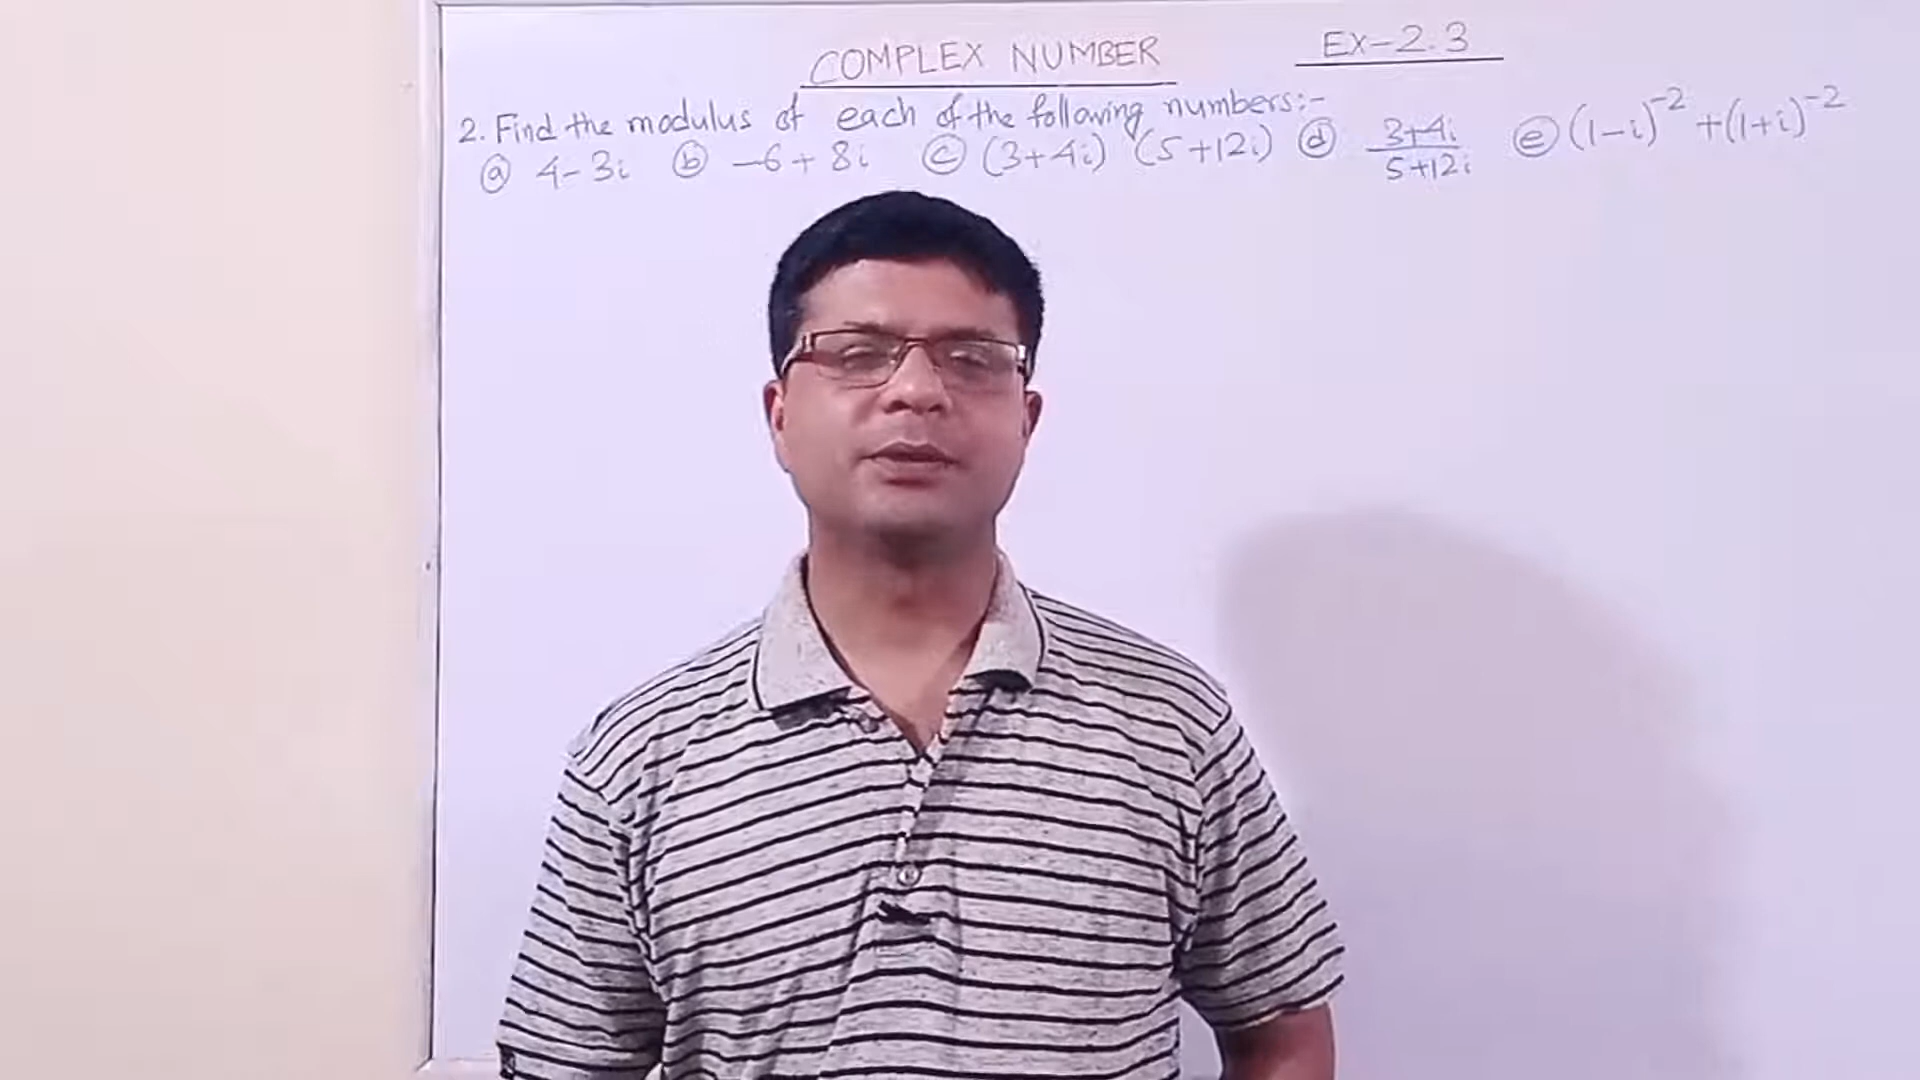 COMPLEX NUMBER EX-2.3
2. Find the modulus of each of the following numbers:-
ⓐ 4-3i ⓑ -6+8i ⓒ (3+4i) (5+12i) ⓓ 3+4i/5+12i ⓔ (1-i)⁻² + (1+i)⁻²